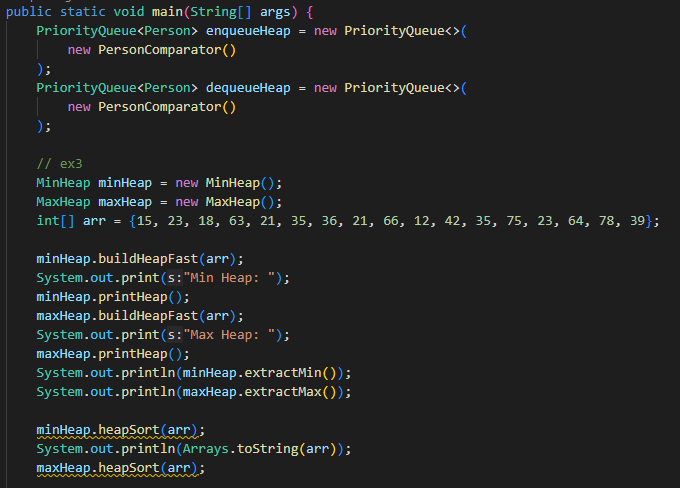 public static void main(String[] args) {
    PriorityQueue<Person> enqueueHeap = new PriorityQueue<>(
        new PersonComparator()
    );
    PriorityQueue<Person> dequeueHeap = new PriorityQueue<>(
        new PersonComparator()
    );

    // ex3
    MinHeap minHeap = new MinHeap();
    MaxHeap maxHeap = new MaxHeap();
    int[] arr = {15, 23, 18, 63, 21, 35, 36, 21, 66, 12, 42, 35, 75, 23, 64, 78, 39};

    minHeap.buildHeapFast(arr);
    System.out.print(s:"Min Heap: ");
    minHeap.printHeap();
    maxHeap.buildHeapFast(arr);
    System.out.print(s:"Max Heap: ");
    maxHeap.printHeap();
    System.out.println(minHeap.extractMin());
    System.out.println(maxHeap.extractMax());

    minHeap.heapSort(arr);
    System.out.println(Arrays.toString(arr));
    maxHeap.heapSort(arr);